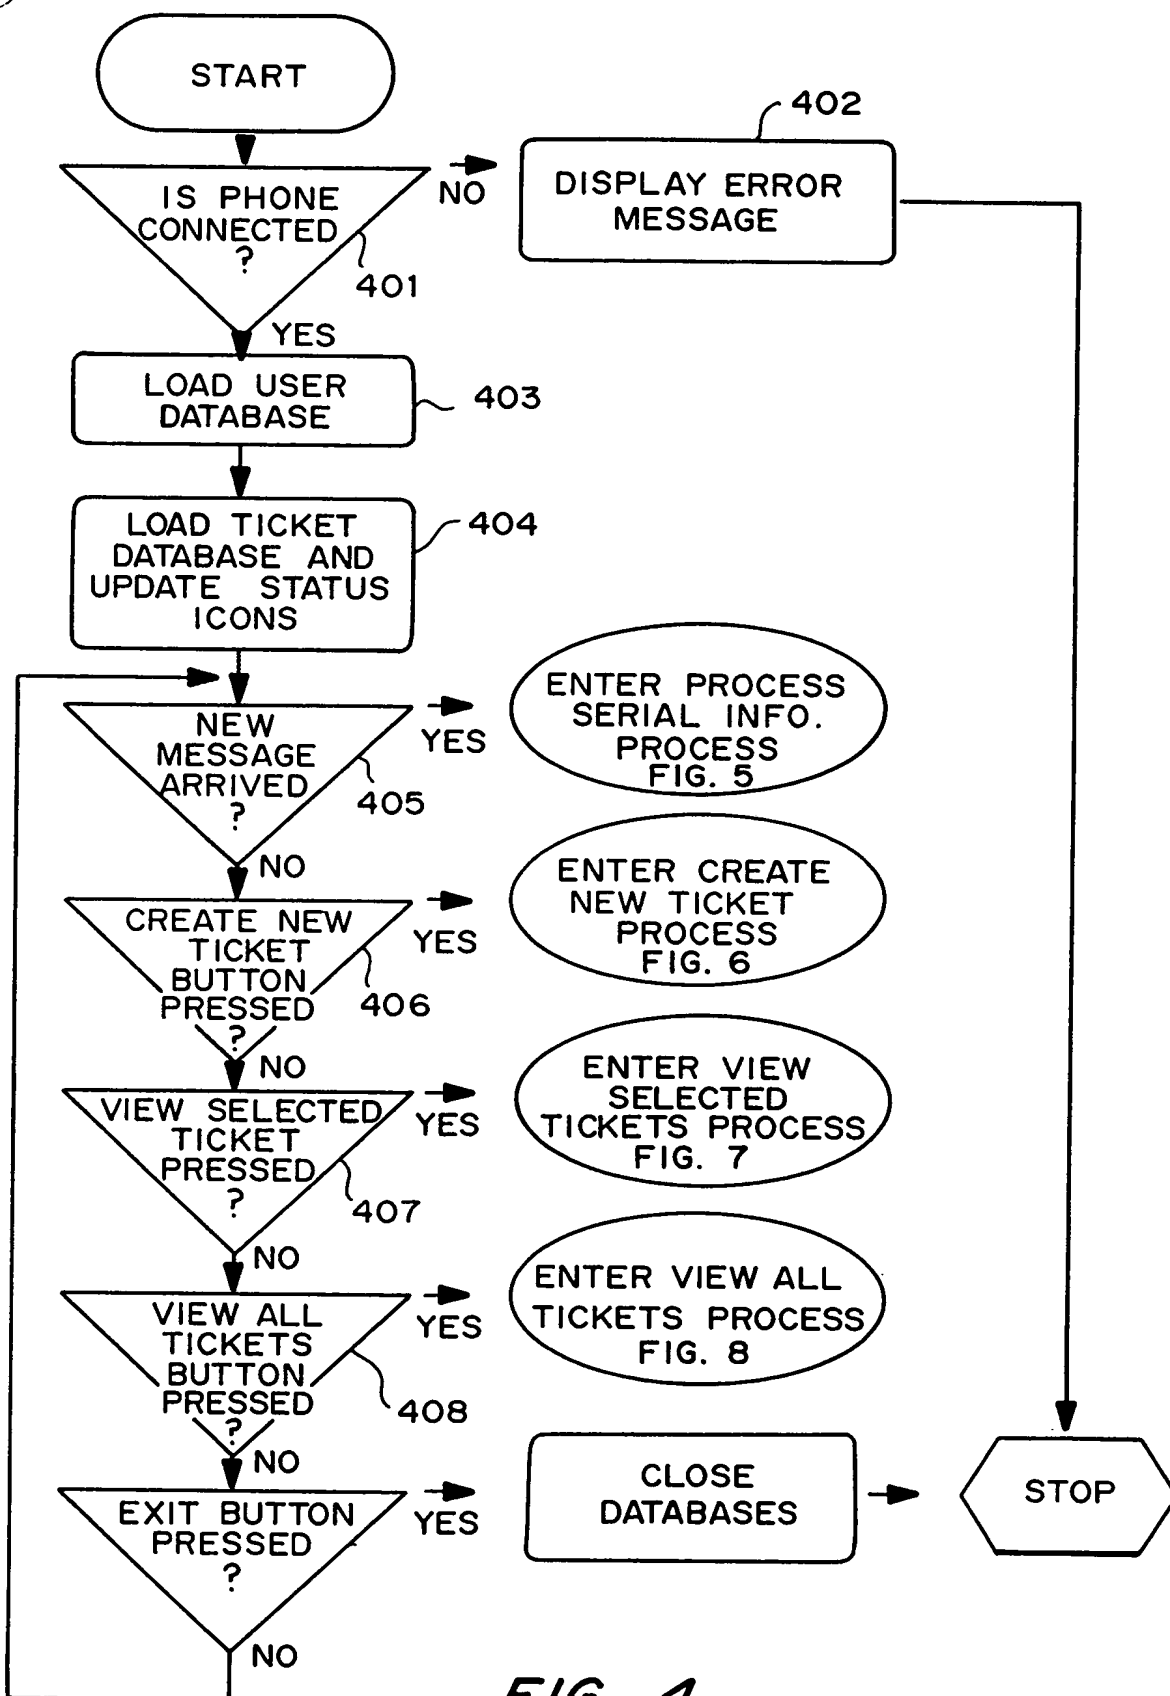 START
402
IS PHONE
CONNECTED
?
NO
DISPLAY ERROR
MESSAGE
401
YES
LOAD USER
DATABASE
403
LOAD TICKET
DATABASE AND
UPDATE STATUS
ICONS
404
NEW
MESSAGE
ARRIVED
?
YES
405
ENTER PROCESS
SERIAL INFO.
PROCESS
FIG. 5
NO
CREATE NEW
TICKET
BUTTON
PRESSED
?
YES
406
ENTER CREATE
NEW TICKET
PROCESS
FIG. 6
NO
VIEW SELECTED
TICKET
PRESSED
?
YES
407
ENTER VIEW
SELECTED
TICKETS PROCESS
FIG. 7
NO
VIEW ALL
TICKETS
BUTTON
PRESSED
?
YES
408
ENTER VIEW ALL
TICKETS PROCESS
FIG. 8
NO
EXIT BUTTON
PRESSED
?
YES
CLOSE
DATABASES
STOP
NO
FIG. 4